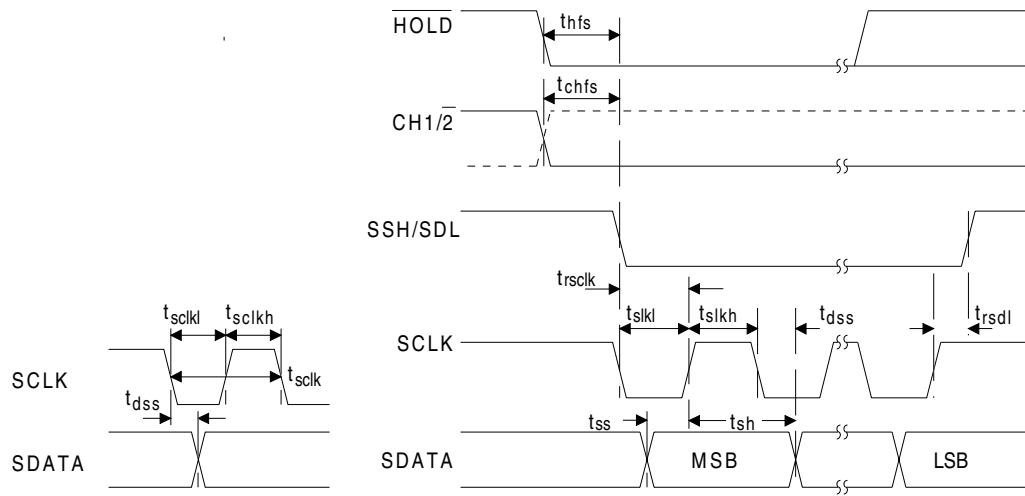 HOLD
thfs
tchfs
CH1/2
SSH/SDL
trsclk
tslkl tslkh tdss trsdl
SCLK
tss tsh
SDATA MSB LSB
tsclkl tsclkh
SCLK tsclk
tdss
SDATA